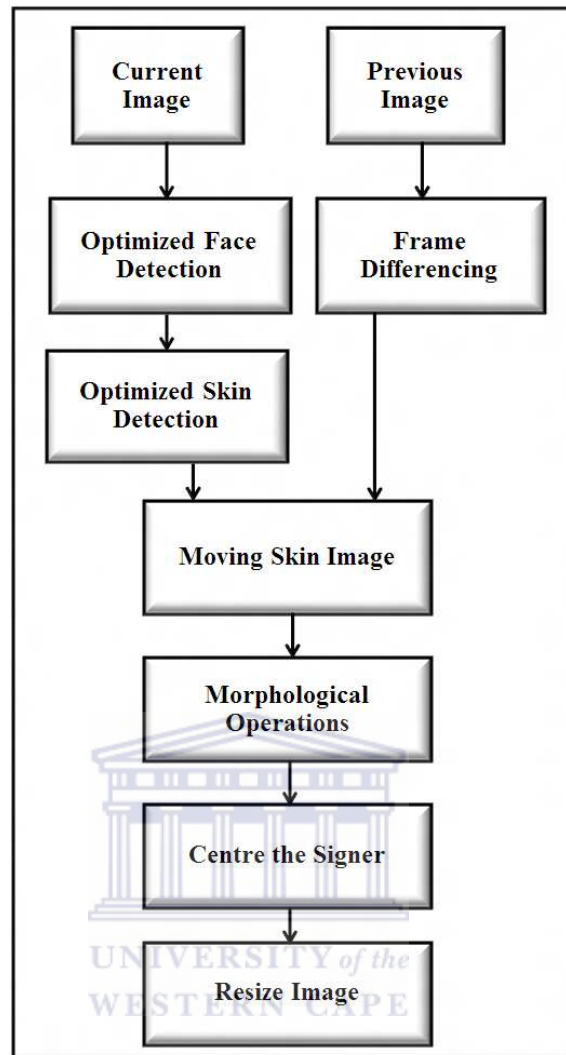 Current
Image
Previous
Image
Optimized Face
Detection
Frame
Differencing
Optimized Skin
Detection
Moving Skin Image
Morphological
Operations
Centre the Signer
UNIVERSITY of the
WESTERN CAPE
Resize Image